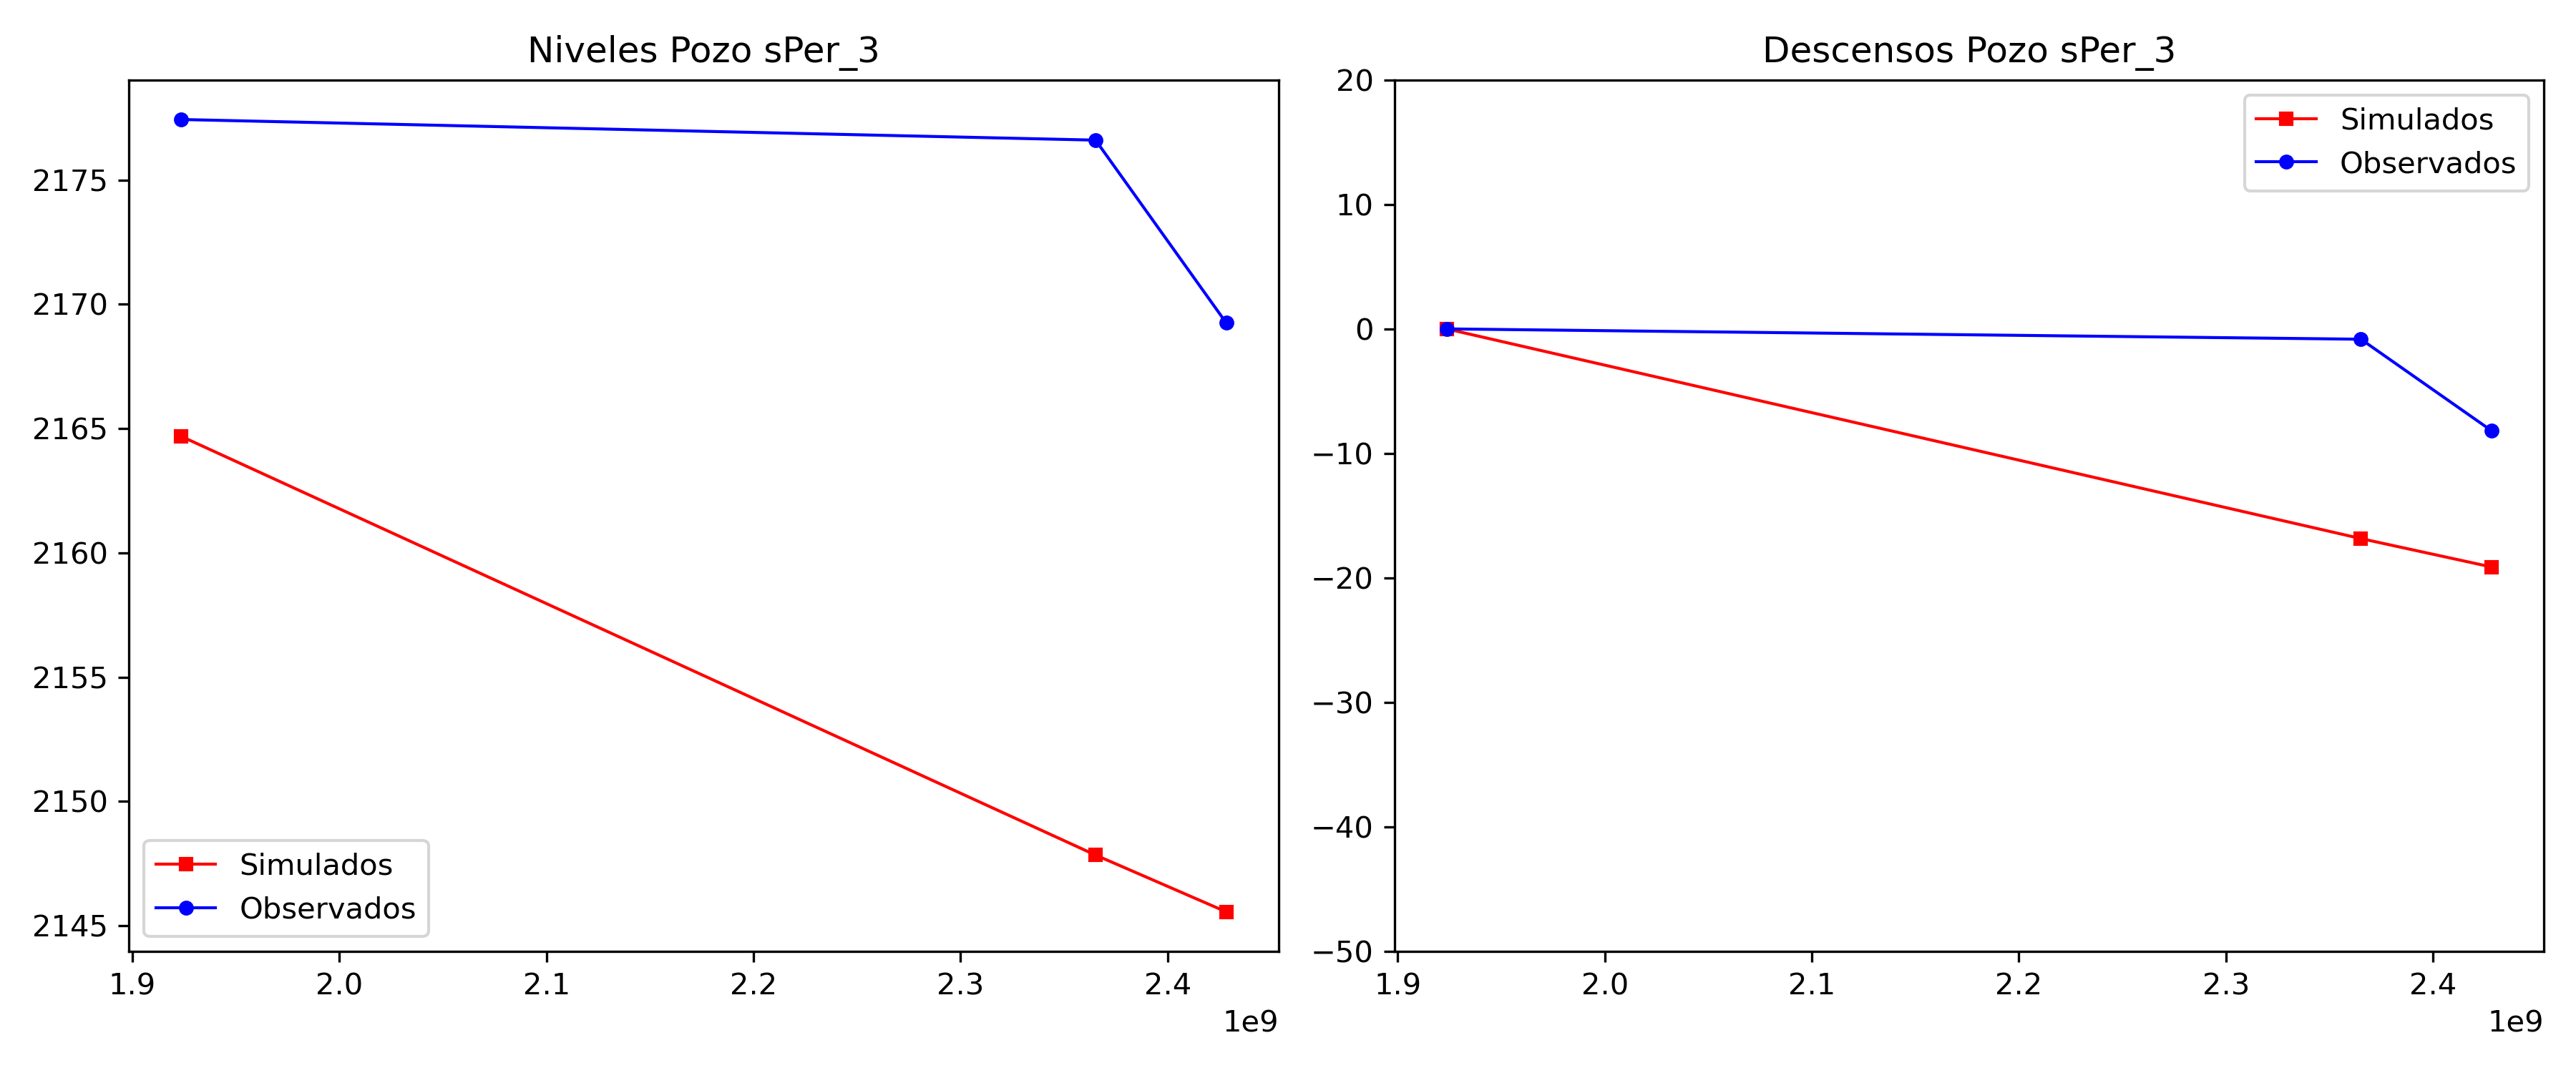 Niveles Pozo sPer_3
2175
2170
2165
2160
2155
2150
2145
Simulados
Observados
1.9 2.0 2.1 2.2 2.3 2.4
1e9
Descensos Pozo sPer_3
20
10
0
−10
−20
−30
−40
−50
Simulados
Observados
1.9 2.0 2.1 2.2 2.3 2.4
1e9